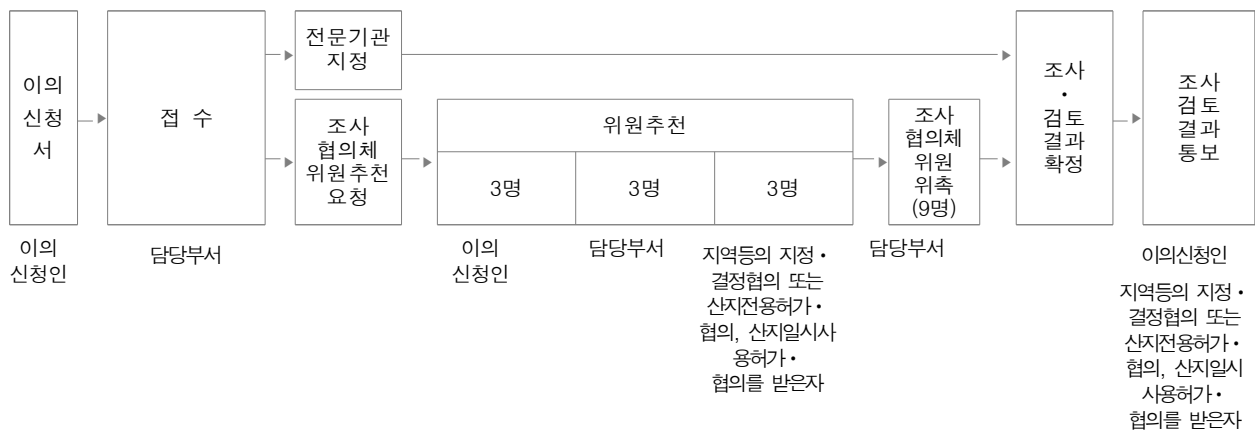 이의
신청
서
접 수
전문기관
지정
조사
협의체
위원추천
요청
위원추천
3명
3명
3명
조사
협의체
위원
위촉
(9명)
조사
•
검토
결과
확정
조사
검토
결과
통보
이의
신청인
담당부서
이의
신청인
담당부서
지역등의 지정•
결정협의 또는
산지전용허가•
협의, 산지일시사
용허가•
협의를 받은자
담당부서
이의신청인
지역등의 지정•
결정협의 또는
산지전용허가•
협의, 산지일시
사용허가•
협의를 받은자